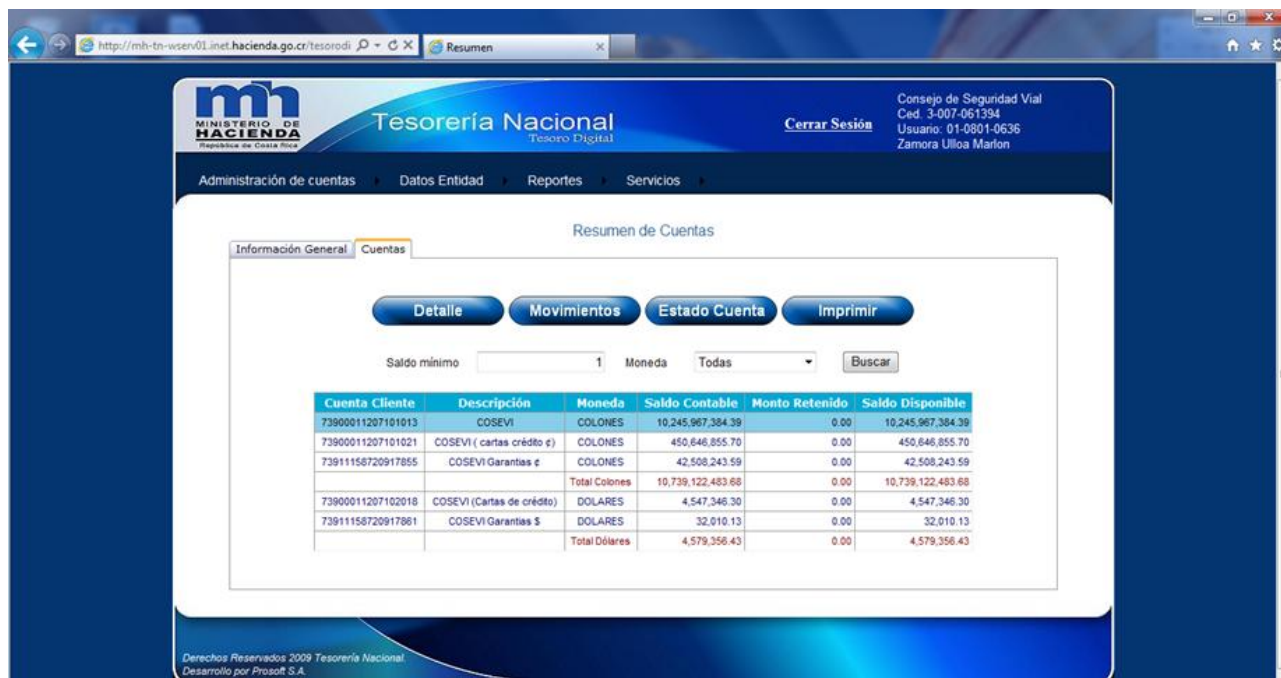 http://mh-tn-wserv01.inet.hacienda.go.cr/tesorodi
Resumen
mh
MINISTERIO DE
HACIENDA
República de Costa Rica
Tesorería Nacional
Tesoro Digital
Cerrar Sesión
Consejo de Seguridad Vial
Ced. 3-007-061394
Usuario: 01-0801-0636
Zamora Ulloa Marlon
Administración de cuentas Datos Entidad Reportes Servicios
Resumen de Cuentas
Información General Cuentas
Detalle Movimientos Estado Cuenta Imprimir
Saldo mínimo 1 Moneda Todas Buscar
Cuenta Cliente Descripción Moneda Saldo Contable Monto Retenido Saldo Disponible
73900011207101013 COSEVI COLONES 10,245,967,384.39 0.00 10,245,967,384.39
73900011207101021 COSEVI ( cartas crédito ¢) COLONES 450,646,855.70 0.00 450,646,855.70
73911158720917855 COSEVI Garantias ¢ COLONES 42,508,243.59 0.00 42,508,243.59
Total Colones 10,739,122,483.68 0.00 10,739,122,483.68
73900011207102018 COSEVI (Cartas de crédito) DOLARES 4,547,346.30 0.00 4,547,346.30
73911158720917861 COSEVI Garantias $ DOLARES 32,010.13 0.00 32,010.13
Total Dólares 4,579,356.43 0.00 4,579,356.43
Derechos Reservados 2009 Tesorería Nacional.
Desarrollo por Prosoft S.A.